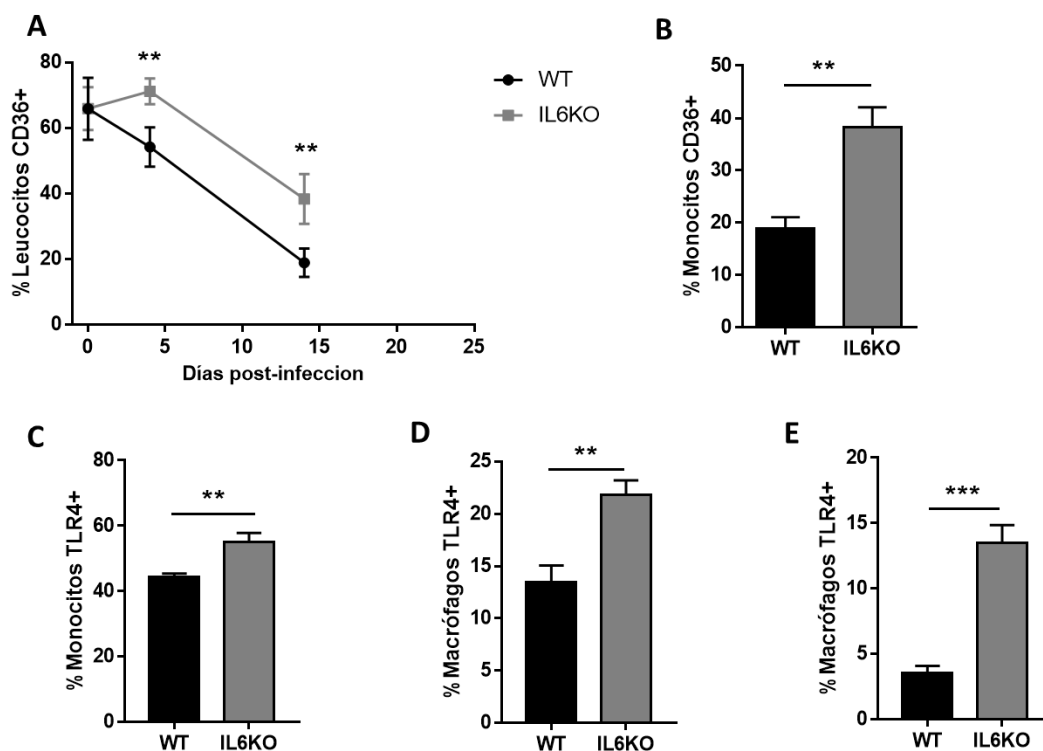 A
% Leucocitos CD36+
80
60
40
20
0
**
**
0
5
10
15
20
25
Días post-infeccion
WT
IL6KO
B
% Monocitos CD36+
50
40
30
20
10
0
**
WT
IL6KO
C
% Monocitos TLR4+
80
60
40
20
0
**
WT
IL6KO
D
% Macrófagos TLR4+
25
20
15
10
5
0
**
WT
IL6KO
E
% Macrófagos TLR4+
20
15
10
5
0
***
WT
IL6KO